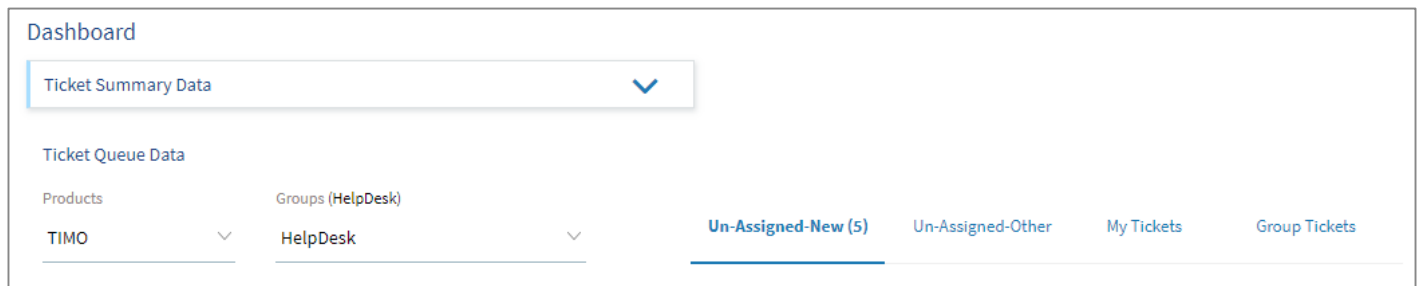 Dashboard
Ticket Summary Data
Ticket Queue Data
Products Groups (HelpDesk)
TIMO HelpDesk Un-Assigned-New (5) Un-Assigned-Other My Tickets Group Tickets